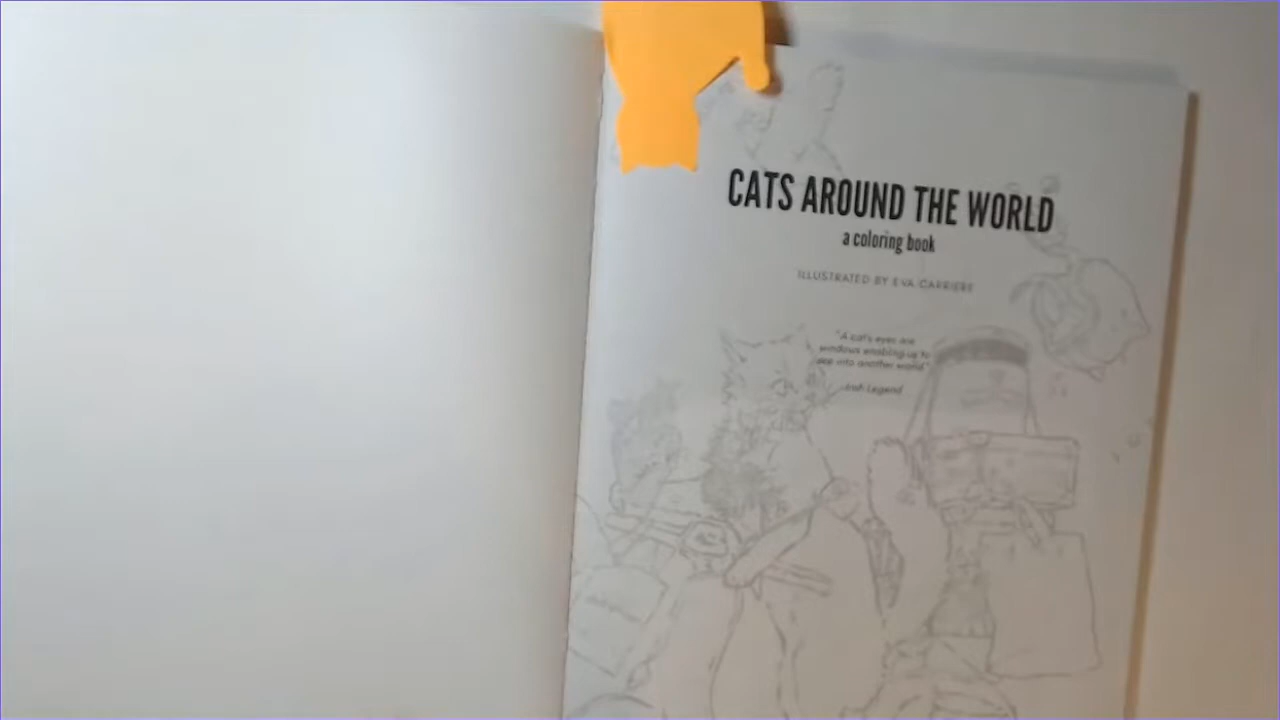 CATS AROUND THE WORLD
a coloring book
ILLUSTRATED BY EVA CARRIERE
"A cat's eyes are
windows enabling us to
see into another world"
-Irish Legend